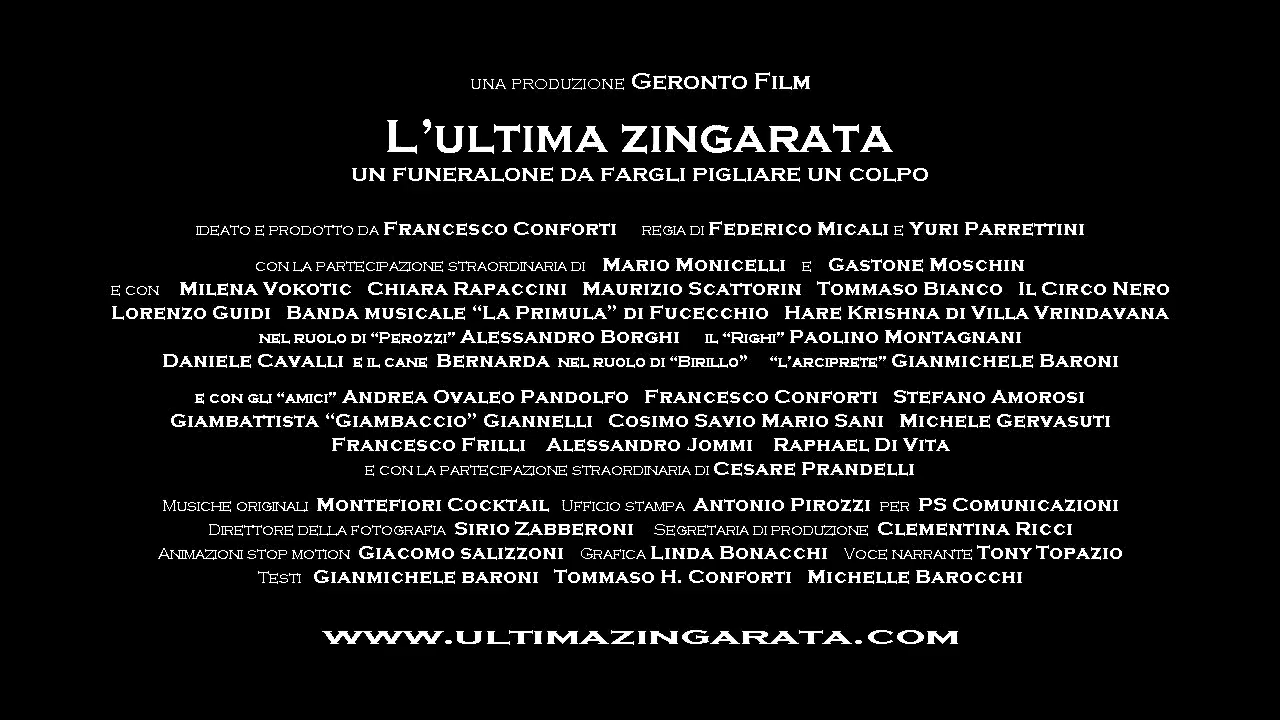 UNA PRODUZIONE GERONTO FILM
L'ULTIMA ZINGARATA
UN FUNERALONE DA FARGLI PIGLIARE UN COLPO
IDEATO E PRODOTTO DA FRANCESCO CONFORTI REGIA DI FEDERICO MICALI E YURI PARRETTINI
CON LA PARTECIPAZIONE STRAORDINARIA DI MARIO MONICELLI E GASTONE MOSCHIN
E CON MILENA VOKOTIC CHIARA RAPACCINI MAURIZIO SCATTORIN TOMMASO BIANCO IL CIRCO NERO
LORENZO GUIDI BANDA MUSICALE “LA PRIMULA” DI FUCECCHIO HARE KRISHNA DI VILLA VRINDAVANA
NEL RUOLO DI “PEROZZI” ALESSANDRO BORGHI IL “RIGHI” PAOLINO MONTAGNANI
DANIELE CAVALLI E IL CANE BERNARDA NEL RUOLO DI “BIRILLO” “L'ARCIPRETE” GIANMICHELE BARONI
E CON GLI “AMICI” ANDREA OVALEO PANDOLFO FRANCESCO CONFORTI STEFANO AMOROSI
GIAMBATTISTA “GIAMBACCIO” GIANNELLI COSIMO SAVIO MARIO SANI MICHELE GERVASUTI
FRANCESCO FRILLI ALESSANDRO JOMMI RAPHAEL DI VITA
E CON LA PARTECIPAZIONE STRAORDINARIA DI CESARE PRANDELLI
MUSICHE ORIGINALI MONTEFIORI COCKTAIL UFFICIO STAMPA ANTONIO PIROZZI PER PS COMUNICAZIONI
DIRETTORE DELLA FOTOGRAFIA SIRIO ZABBERONI SEGRETARIA DI PRODUZIONE CLEMENTINA RICCI
ANIMAZIONI STOP MOTION GIACOMO SALIZZONI GRAFICA LINDA BONACCHI VOCE NARRANTE TONY TOPAZIO
TESTI GIANMICHELE BARONI TOMMASO H. CONFORTI MICHELLE BAROCCHI
WWW.ULTIMAZINGARATA.COM